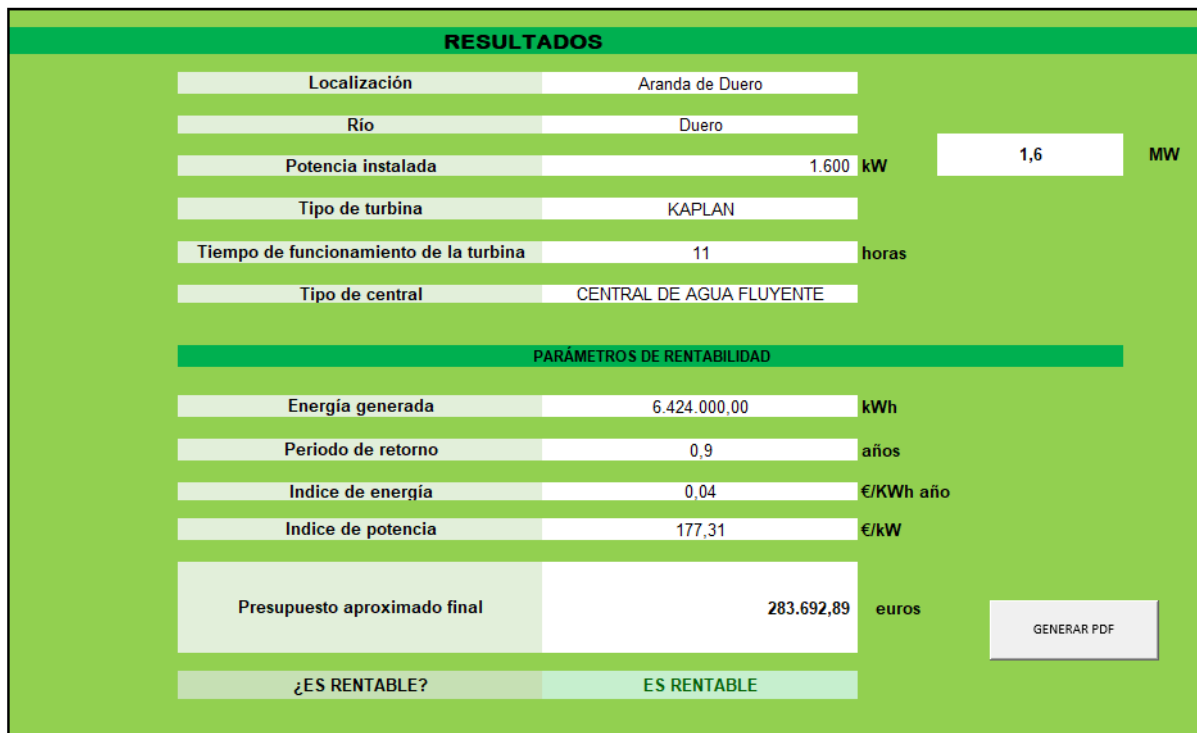 RESULTADOS
Localización Aranda de Duero
Río Duero
Potencia instalada 1.600 kW 1,6 MW
Tipo de turbina KAPLAN
Tiempo de funcionamiento de la turbina 11 horas
Tipo de central CENTRAL DE AGUA FLUYENTE
PARÁMETROS DE RENTABILIDAD
Energía generada 6.424.000,00 kWh
Periodo de retorno 0,9 años
Indice de energía 0,04 €/KWh año
Indice de potencia 177,31 €/kW
Presupuesto aproximado final 283.692,89 euros
GENERAR PDF
¿ES RENTABLE? ES RENTABLE